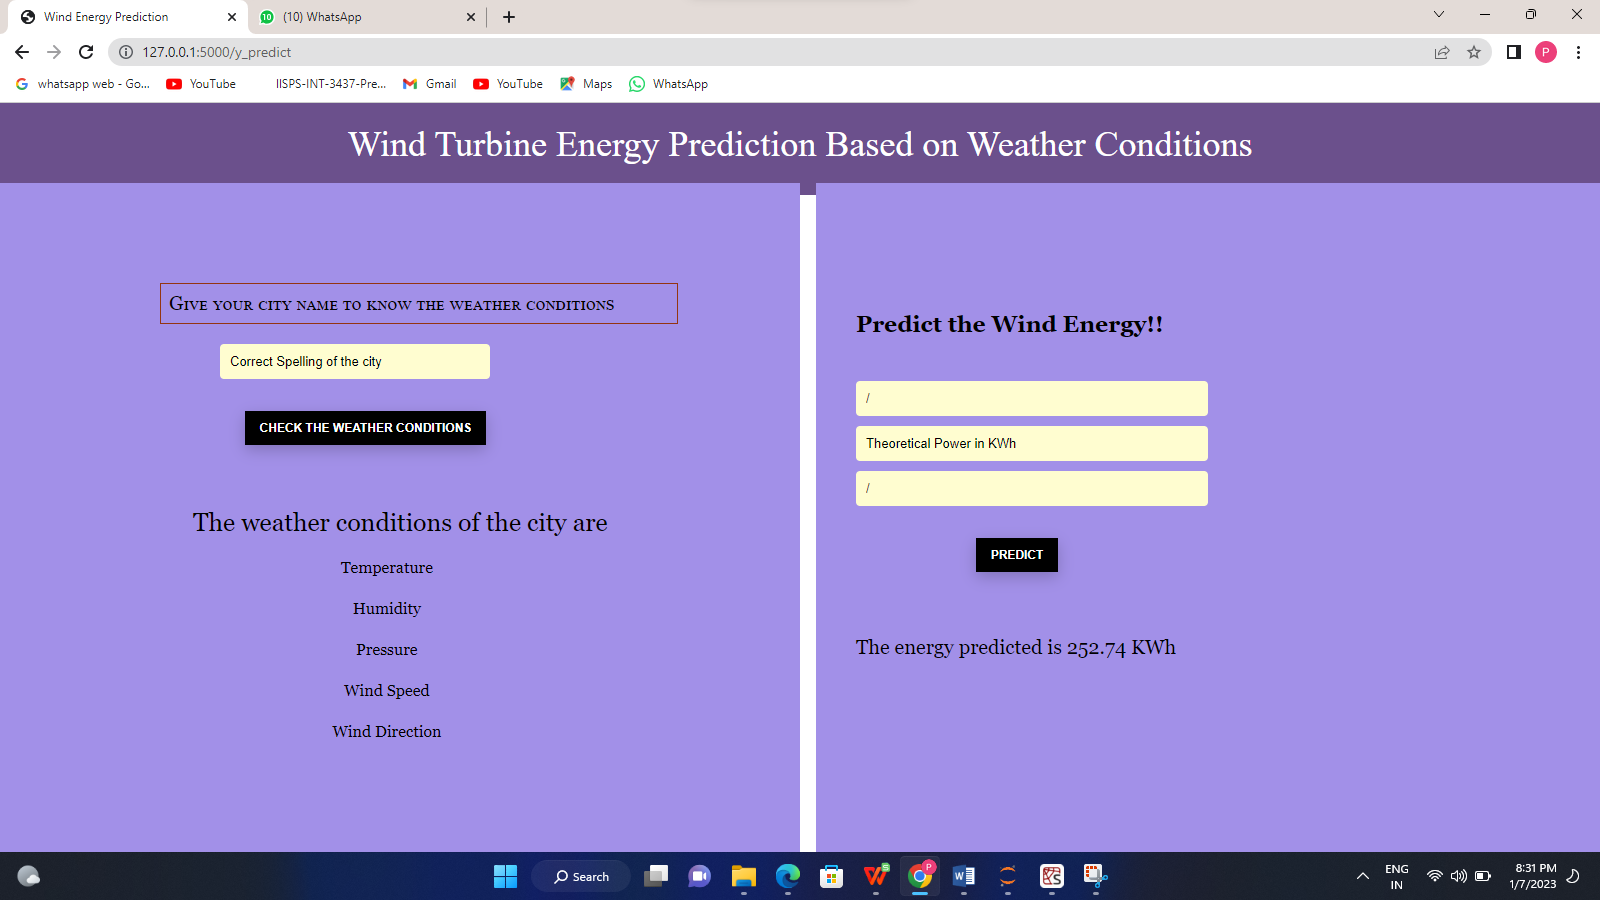 Wind Energy Prediction
10 (10) WhatsApp
127.0.0.1:5000/y_predict
P
whatsapp web - Go... YouTube IISPS-INT-3437-Pre... Gmail YouTube Maps WhatsApp
Wind Turbine Energy Prediction Based on Weather Conditions
Give your city name to know the weather conditions
Correct Spelling of the city
CHECK THE WEATHER CONDITIONS
The weather conditions of the city are
Temperature
Humidity
Pressure
Wind Speed
Wind Direction
Predict the Wind Energy!!
/
Theoretical Power in KWh
/
PREDICT
The energy predicted is 252.74 KWh
Search
P
ENG
IN
8:31 PM
1/7/2023